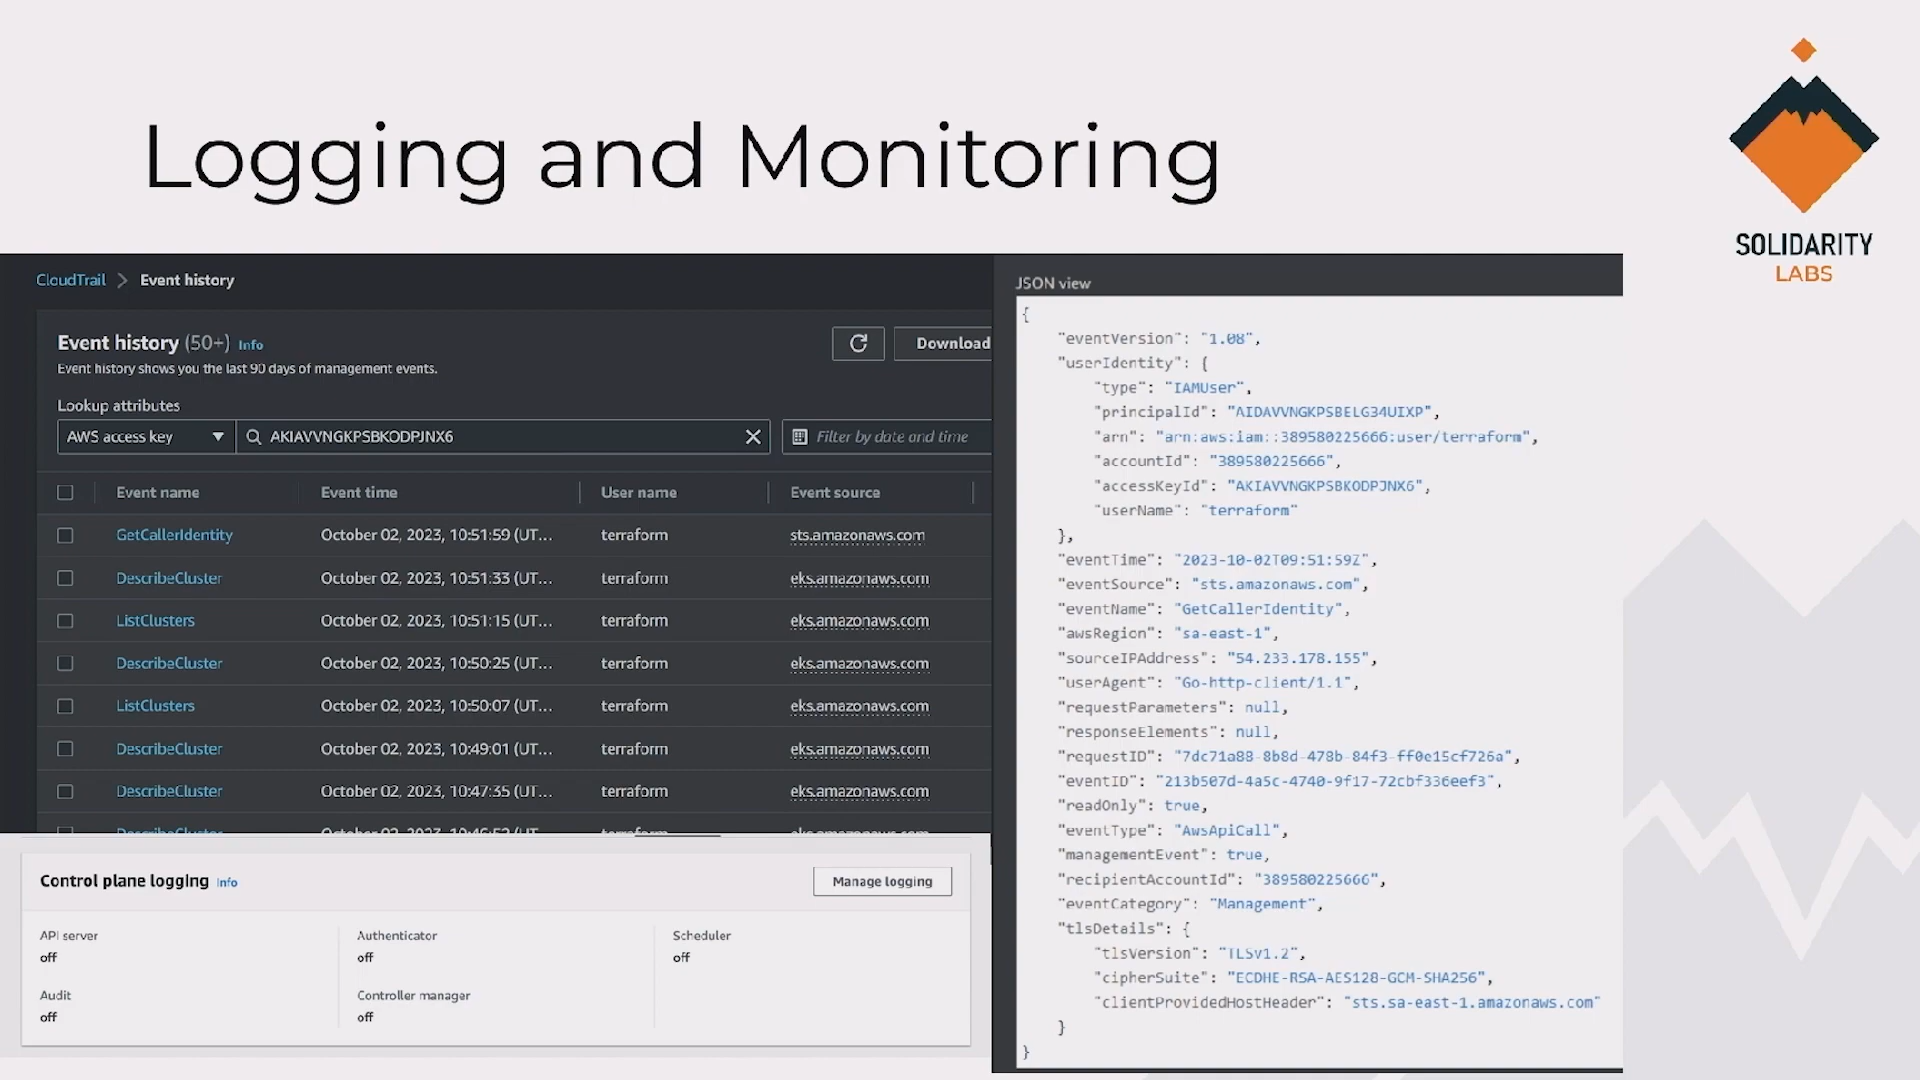 Logging and Monitoring
SOLIDARITY
LABS
CloudTrail > Event history
Event history (50+) Info
Download
Event history shows you the last 90 days of management events.
Lookup attributes
AWS access key
AKIAVVNGKPSBKODPJNX6
Filter by date and time
Event name Event time User name Event source
GetCallerIdentity October 02, 2023, 10:51:59 (UT... terraform sts.amazonaws.com
DescribeCluster October 02, 2023, 10:51:33 (UT... terraform eks.amazonaws.com
ListClusters October 02, 2023, 10:51:15 (UT... terraform eks.amazonaws.com
DescribeCluster October 02, 2023, 10:50:25 (UT... terraform eks.amazonaws.com
ListClusters October 02, 2023, 10:50:07 (UT... terraform eks.amazonaws.com
DescribeCluster October 02, 2023, 10:49:01 (UT... terraform eks.amazonaws.com
DescribeCluster October 02, 2023, 10:47:35 (UT... terraform eks.amazonaws.com
Control plane logging Info
Manage logging
API server
off
Authenticator
off
Scheduler
off
Audit
off
Controller manager
off
JSON view
{
"eventVersion": "1.08",
"userIdentity": {
"type": "IAMUser",
"principalId": "AIDAVVNGKPSBELG34UIXP",
"arn": "arn:aws:iam::389580225666:user/terraform",
"accountId": "389580225666",
"accessKeyId": "AKIAVVNGKPSBKODPJNX6",
"userName": "terraform"
},
"eventTime": "2023-10-02T09:51:59Z",
"eventSource": "sts.amazonaws.com",
"eventName": "GetCallerIdentity",
"awsRegion": "sa-east-1",
"sourceIPAddress": "54.233.178.155",
"userAgent": "Go-http-client/1.1",
"requestParameters": null,
"responseElements": null,
"requestID": "7dc71a88-8b8d-478b-84f3-ff0e15cf726a",
"eventID": "213b507d-4a5c-4740-9f17-72cbf336eef3",
"readOnly": true,
"eventType": "AwsApiCall",
"managementEvent": true,
"recipientAccountId": "389580225666",
"eventCategory": "Management",
"tlsDetails": {
"tlsVersion": "TLSv1.2",
"cipherSuite": "ECDHE-RSA-AES128-GCM-SHA256",
"clientProvidedHostHeader": "sts.sa-east-1.amazonaws.com"
}
}